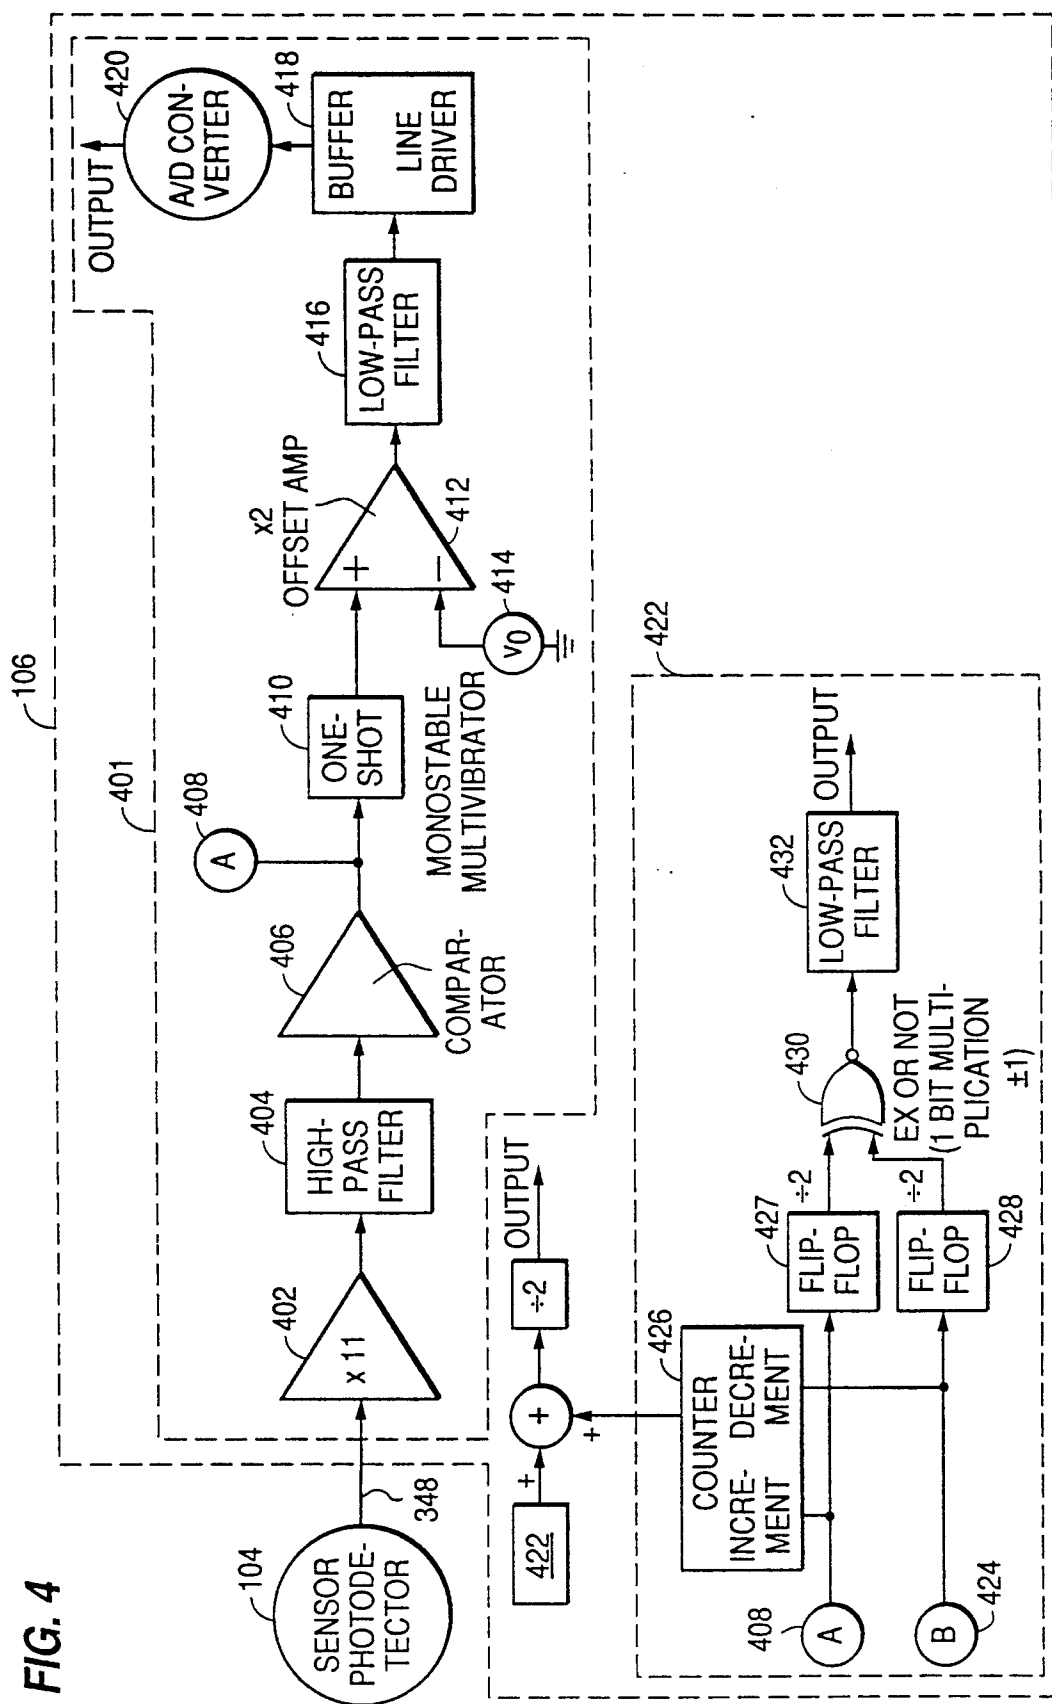 FIG. 4
106
401
104
SENSOR
PHOTODE-
TECTOR
348
402
x 11
404
HIGH-
PASS
FILTER
406
COMPAR-
ATOR
408
A
410
ONE-
SHOT
MONOSTABLE
MULTIVIBRATOR
x2
OFFSET AMP
+
−
412
414
V0
416
LOW-PASS
FILTER
418
BUFFER
LINE
DRIVER
420
A/D CON-
VERTER
OUTPUT
422
+
+
+
÷2
OUTPUT
422
426
COUNTER
INCRE-
MENT
DECRE-
MENT
408
A
B
424
427
FLIP-
FLOP
÷2
FLIP-
FLOP
428
÷2
430
EX OR NOT
(1 BIT MULTI-
PLICATION
±1)
432
LOW-PASS
FILTER
OUTPUT